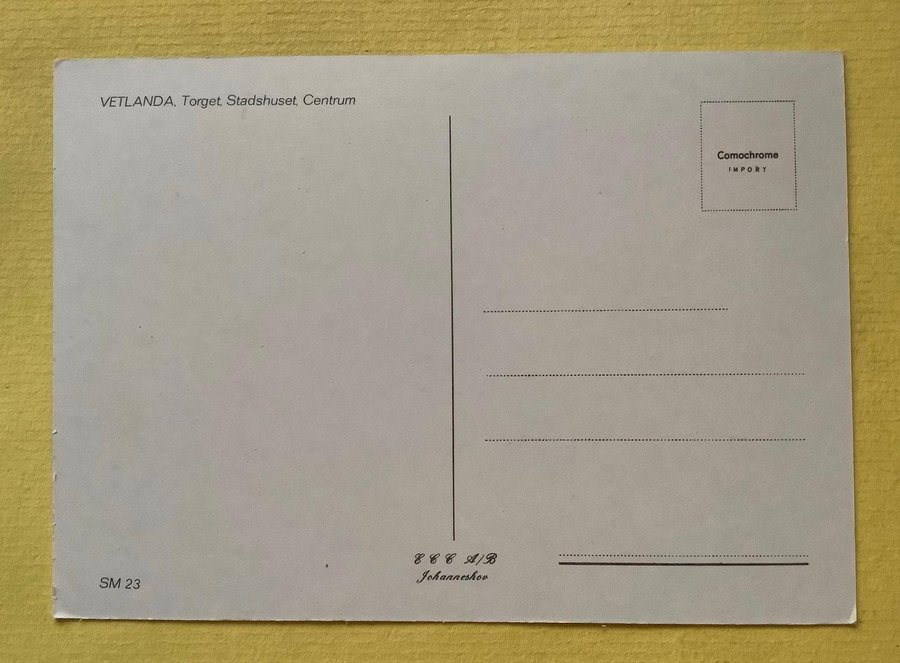 VETLANDA, Torget, Stadshuset, Centrum
Comochrome
IMPORT
SM 23
E C C A/B
Johanneshov